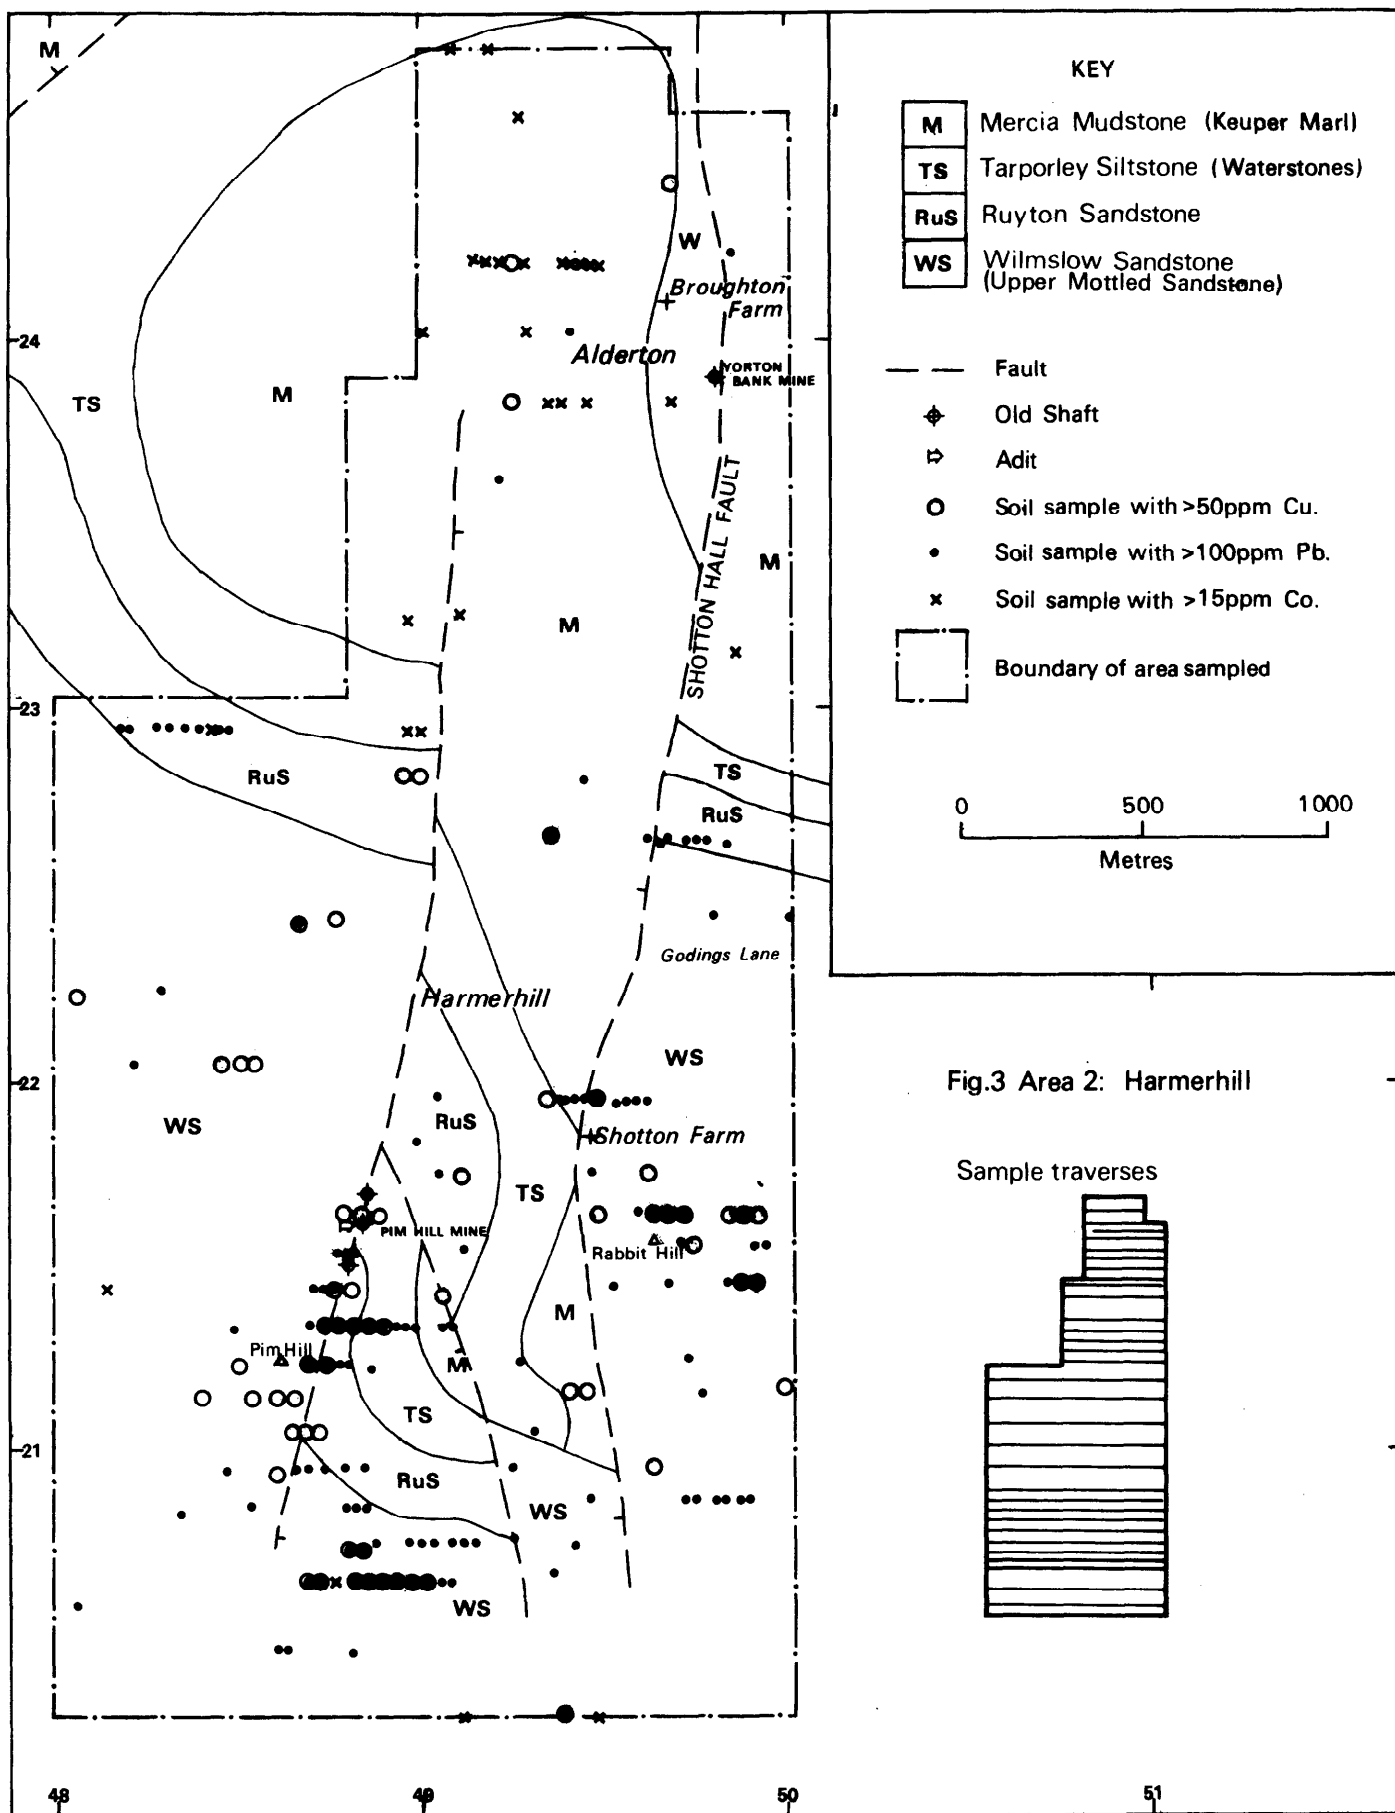 M
KEY
M Mercia Mudstone (Keuper Marl)
TS Tarporley Siltstone (Waterstones)
RuS Ruyton Sandstone
WS Wilmslow Sandstone
(Upper Mottled Sandstone)
Fault
Old Shaft
Adit
Soil sample with >50ppm Cu.
Soil sample with >100ppm Pb.
Soil sample with >15ppm Co.
Boundary of area sampled
0 500 1000
Metres
W
Broughton
Farm
24
Alderton
YORTON
BANK MINE
TS
M
SHOTTON HALL FAULT
M
M
23
TS
RuS
RuS
Godings Lane
Harmerhill
WS
22
Fig.3 Area 2: Harmerhill
WS
RuS
Shotton Farm
Sample traverses
TS
PIM HILL MINE
Rabbit Hill
M
Pim Hill
M
TS
21
RuS
WS
WS
48 49 50 51